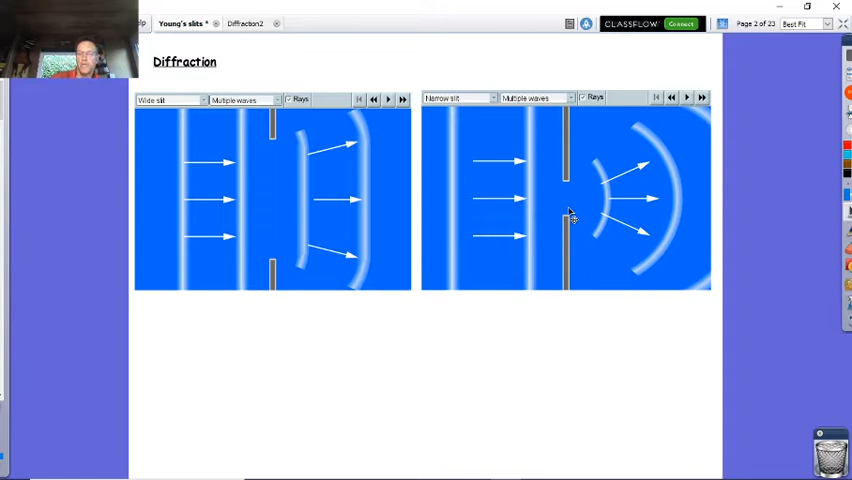 lp
Young's slits *
Diffraction2
CLASSFLOW
Connect
Page 2 of 23
Best Fit
Diffraction
Wide slit
Multiple waves
Rays
Narrow slit
Multiple waves
Rays